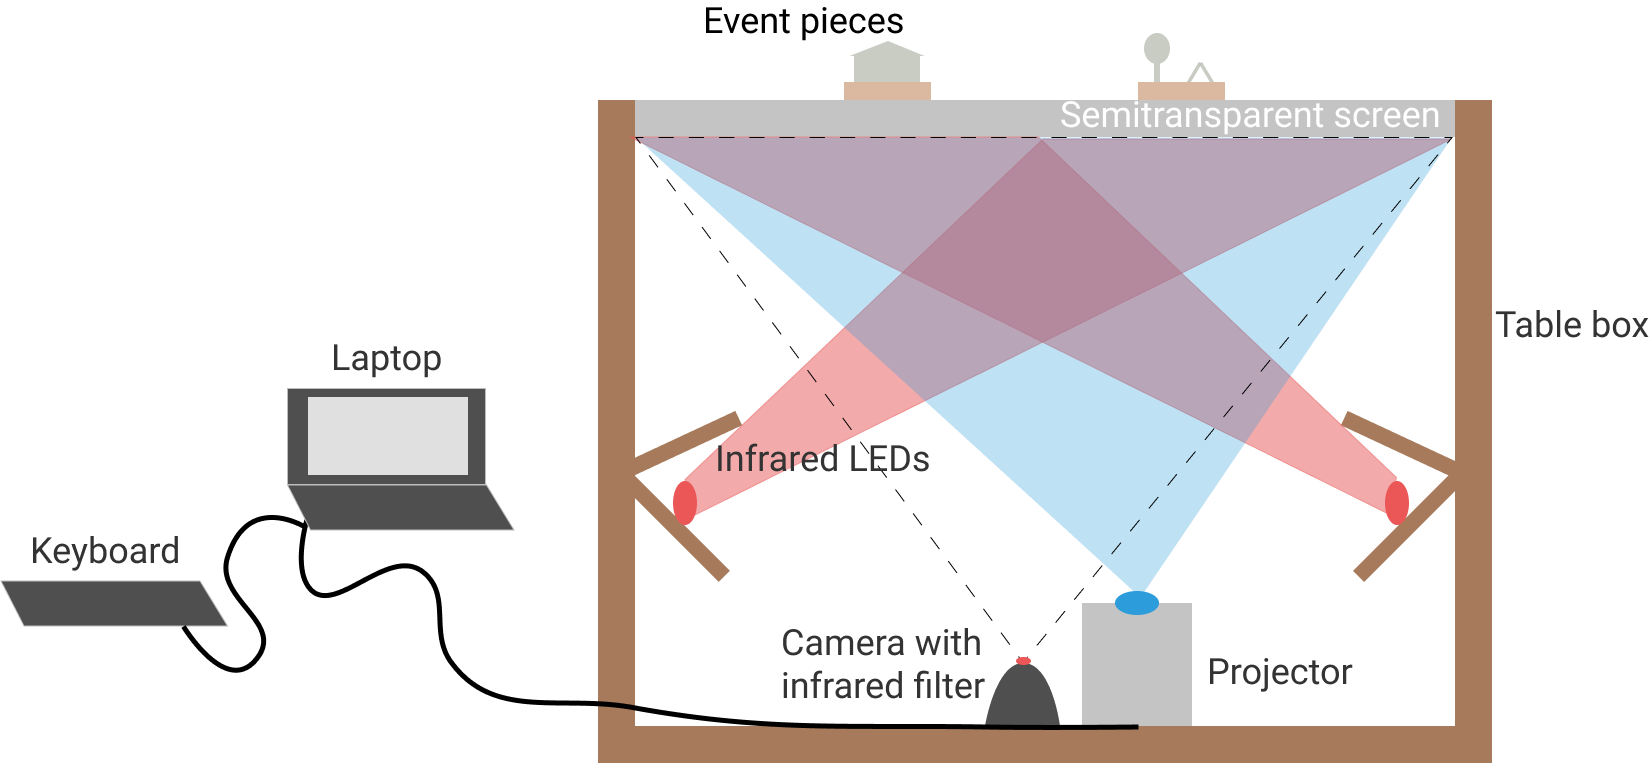 Event pieces
Semitransparent screen
Table box
Laptop
Infrared LEDs
Keyboard
Camera with
infrared filter
Projector